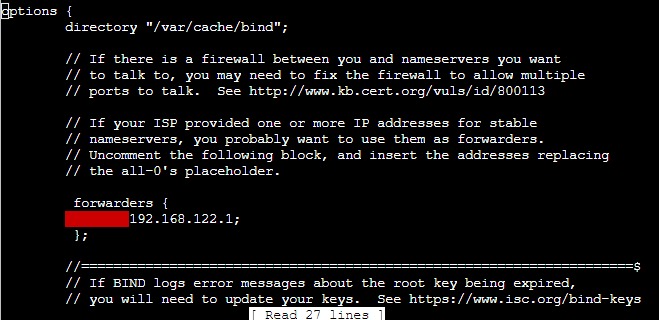 options {
directory "/var/cache/bind";
// If there is a firewall between you and nameservers you want
// to talk to, you may need to fix the firewall to allow multiple
// ports to talk.  See http://www.kb.cert.org/vuls/id/800113
// If your ISP provided one or more IP addresses for stable
// nameservers, you probably want to use them as forwarders.
// Uncomment the following block, and insert the addresses replacing
// the all-0's placeholder.
forwarders {
192.168.122.1;
};
//=====================================================================$
// If BIND logs error messages about the root key being expired,
// you will need to update your keys.  See https://www.isc.org/bind-keys
[ Read 27 lines ]